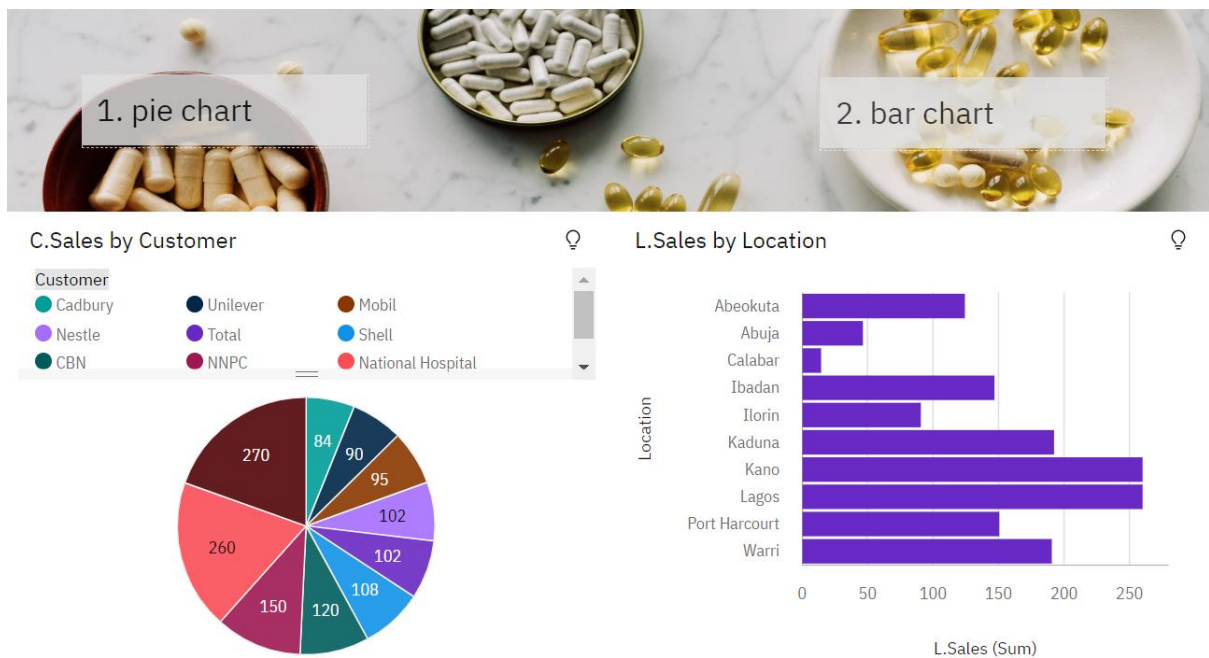 1. pie chart
2. bar chart
C.Sales by Customer
Customer
Cadbury Unilever Mobil
Nestle Total Shell
CBN NNPC National Hospital
84
90
95
102
102
108
120
150
260
270
L.Sales by Location
Location
Abeokuta
Abuja
Calabar
Ibadan
Ilorin
Kaduna
Kano
Lagos
Port Harcourt
Warri
0 50 100 150 200 250
L.Sales (Sum)